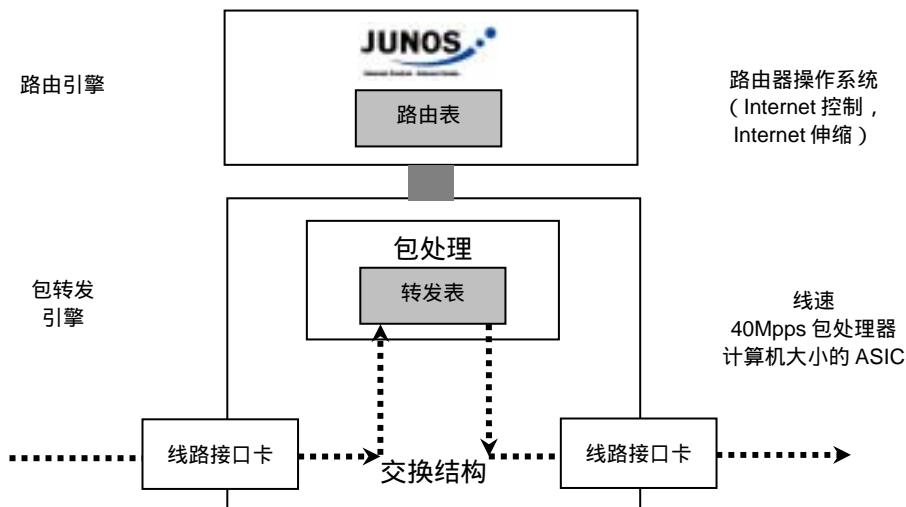 JUNOS
路由引擎
路由表
路由器操作系统
（Internet 控制，
Internet 伸缩）
包处理
转发表
包转发
引擎
线速
40Mpps 包处理器
计算机大小的 ASIC
线路接口卡
交换结构
线路接口卡